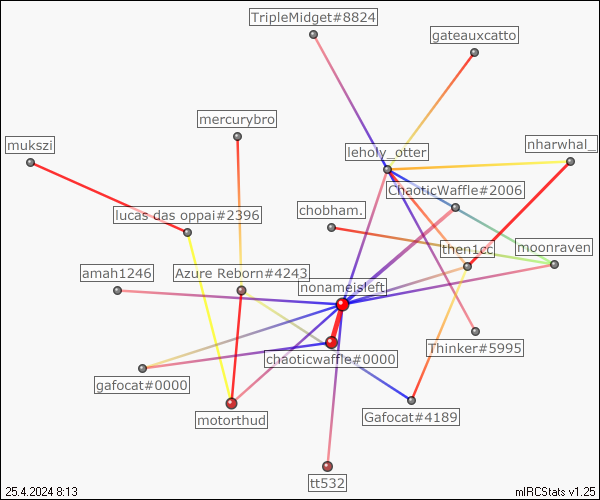 TripleMidget#8824
gateauxcatto
mercurybro
mukszi
nharwhal_
leholy_otter
ChaoticWaffle#2006
lucas das oppai#2396
chobham.
then1cc
moonraven
amah1246
Azure Reborn#4243
nonameisleft
chaoticwaffle#0000
Thinker#5995
gafocat#0000
motorthud
Gafocat#4189
tt532
25.4.2024 8:13
mIRCStats v1.25